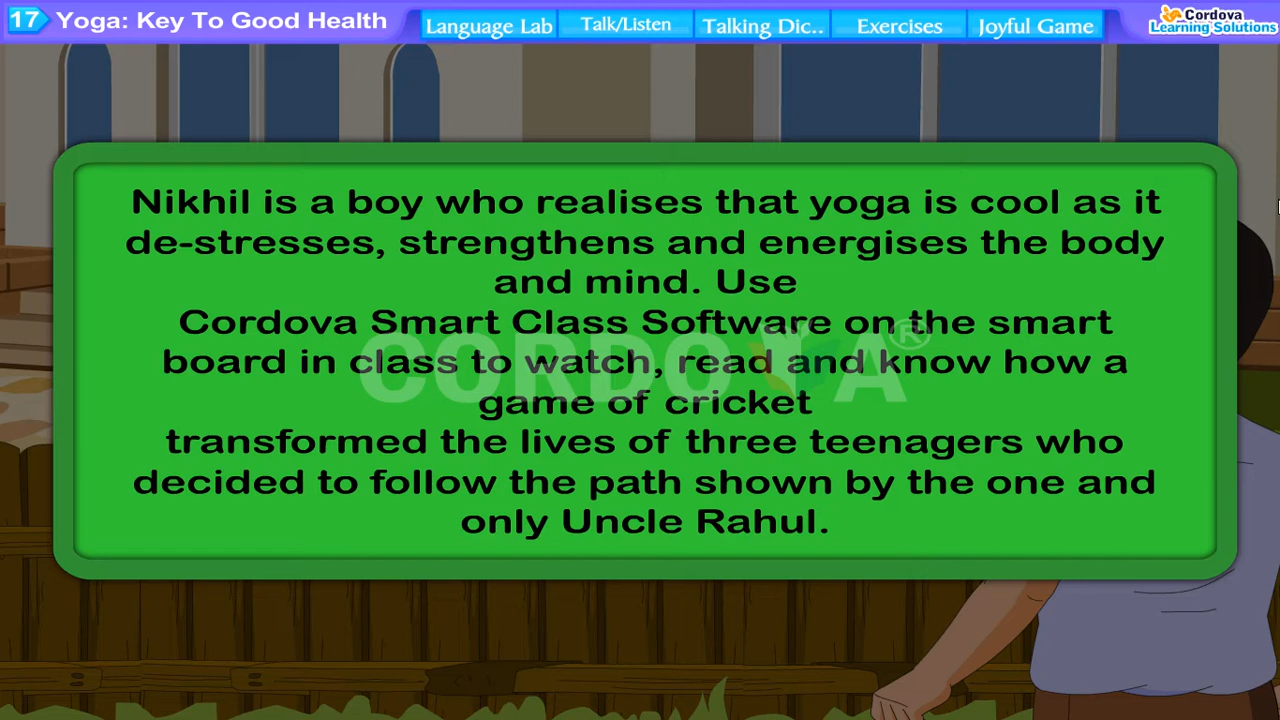 17 Yoga: Key To Good Health
Language Lab
Talk/Listen
Talking Dic..
Exercises
Joyful Game
Cordova
Learning Solutions
Nikhil is a boy who realises that yoga is cool as it
de-stresses, strengthens and energises the body
and mind. Use
Cordova Smart Class Software on the smart
board in class to watch, read and know how a
game of cricket
transformed the lives of three teenagers who
decided to follow the path shown by the one and
only Uncle Rahul.
CORDOVA®